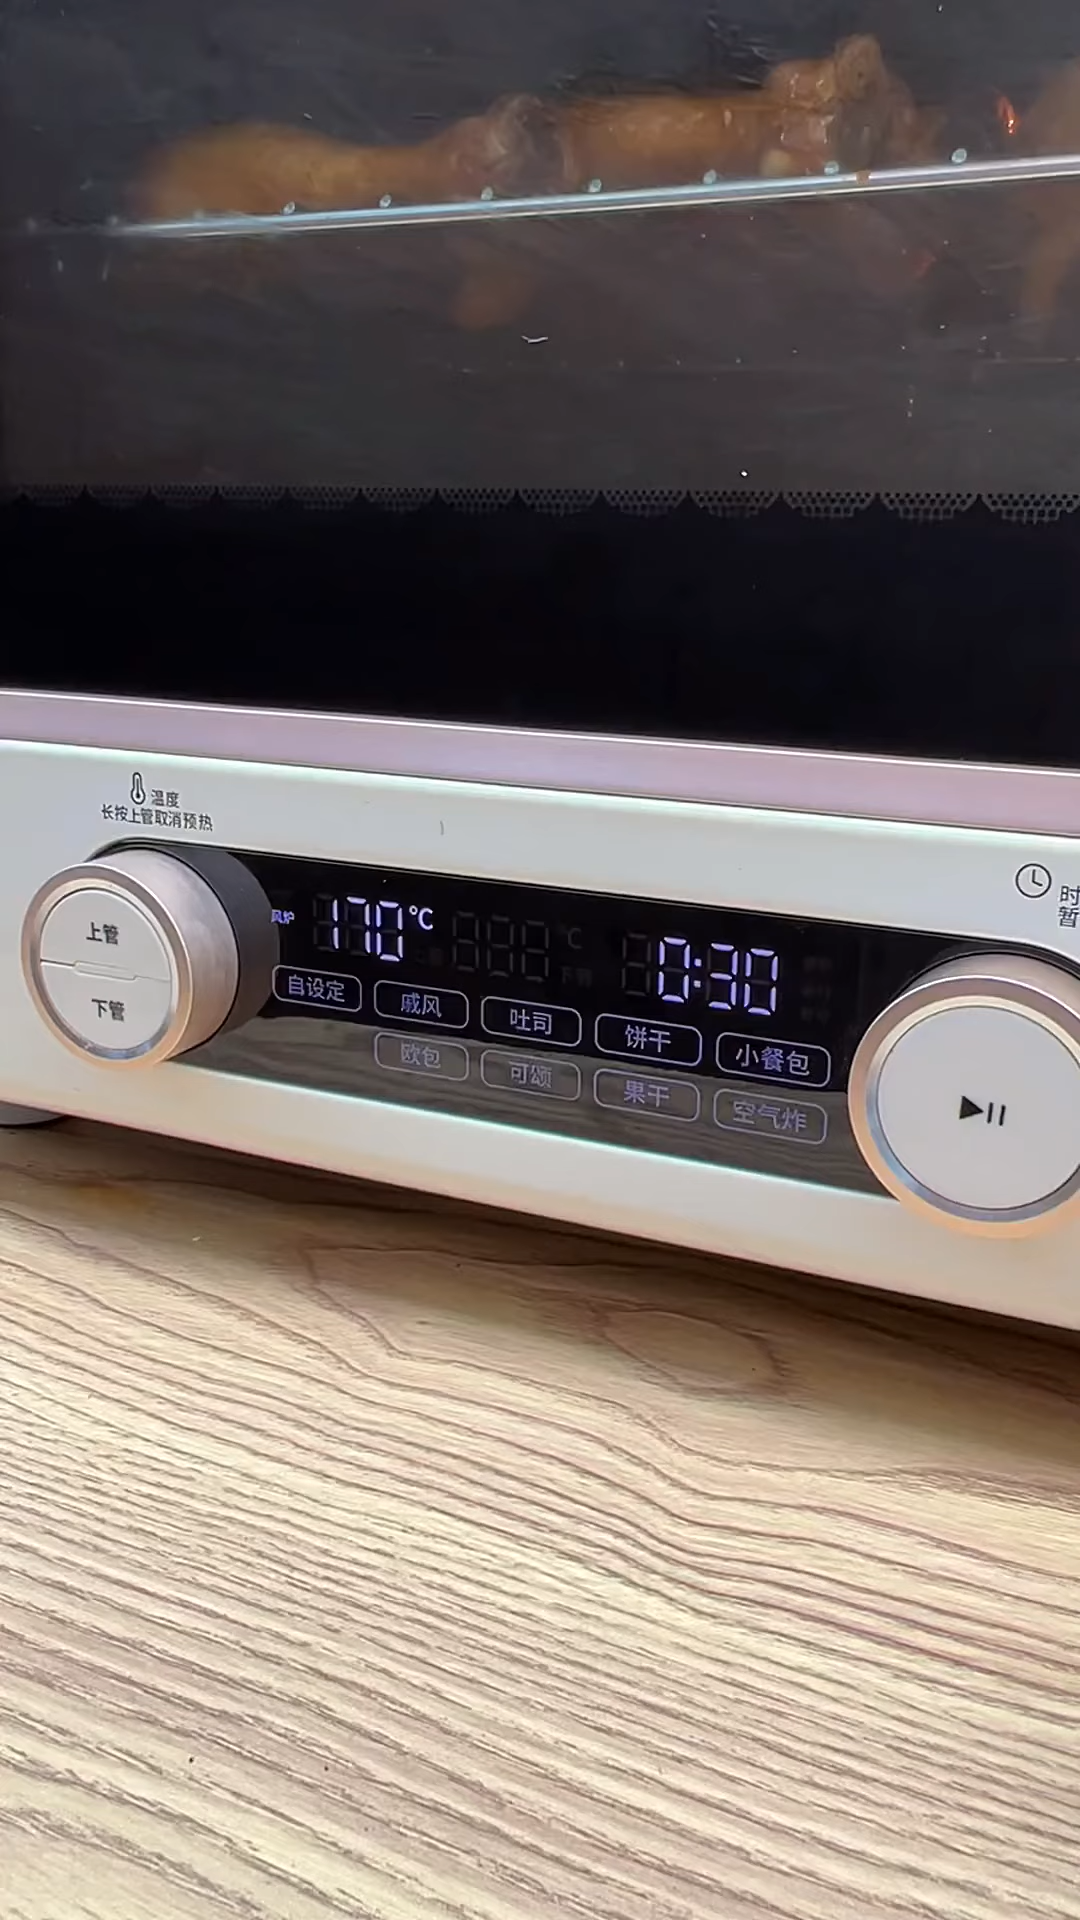 温度
长按上管取消预热
时
暂
上管
下管
风炉 170°C 0:30
自设定 戚风 吐司 饼干 小餐包
欧包 可颂 果干 空气炸